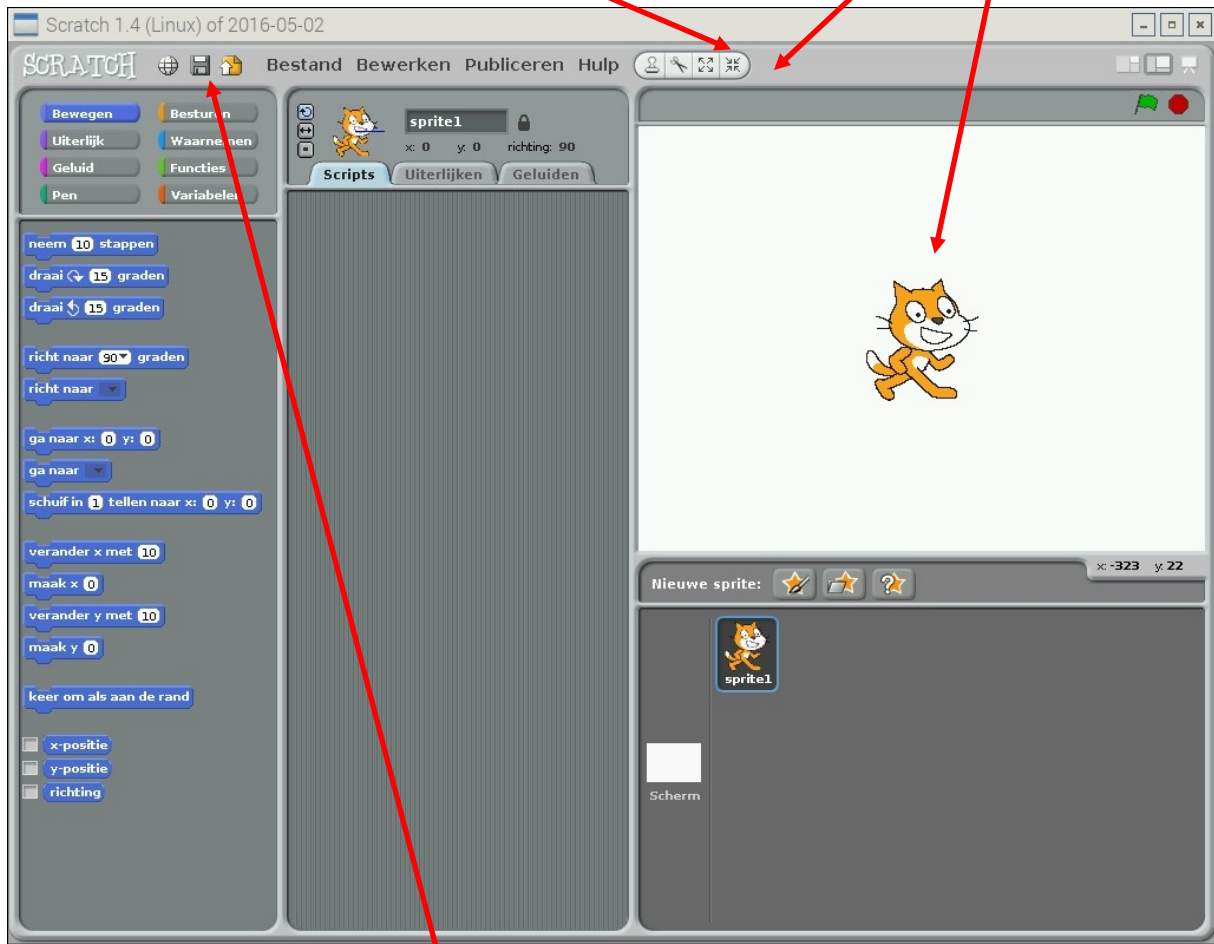 Scratch 1.4 (Linux) of 2016-05-02
SCRATCH Bestand Bewerken Publiceren Hulp
Bewegen Besturen
Uiterlijk Waarnemen
Geluid Functies
Pen Variabelen
sprite1
x: 0 y: 0 richting: 90
Scripts Uiterlijken Geluiden
neem 10 stappen
draai 15 graden
draai 15 graden
richt naar 90 graden
richt naar
ga naar x: 0 y: 0
ga naar
schuif in 1 tellen naar x: 0 y: 0
verander x met 10
maak x 0
verander y met 10
maak y 0
keer om als aan de rand
x-positie
y-positie
richting
x: -323 y: 22
Nieuwe sprite:
sprite1
Scherm